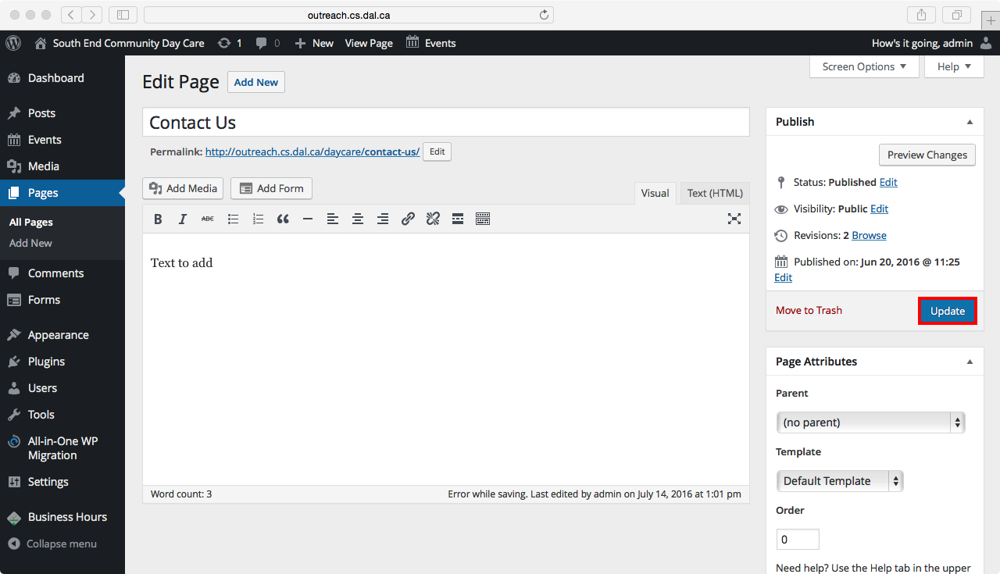 outreach.cs.dal.ca
South End Community Day Care 1 0 New View Page Events How's it going, admin
Screen Options Help
Edit Page Add New
Dashboard
Posts
Events
Media
Pages
All Pages
Add New
Comments
Forms
Appearance
Plugins
Users
Tools
All-in-One WP
Migration
Settings
Business Hours
Collapse menu
Contact Us
Permalink: http://outreach.cs.dal.ca/daycare/contact-us/ Edit
Add Media Add Form
Visual Text (HTML)
B I ABC
Text to add
Word count: 3 Error while saving. Last edited by admin on July 14, 2016 at 1:01 pm
Publish
Preview Changes
Status: Published Edit
Visibility: Public Edit
Revisions: 2 Browse
Published on: Jun 20, 2016 @ 11:25
Edit
Move to Trash Update
Page Attributes
Parent
(no parent)
Template
Default Template
Order
0
Need help? Use the Help tab in the upper